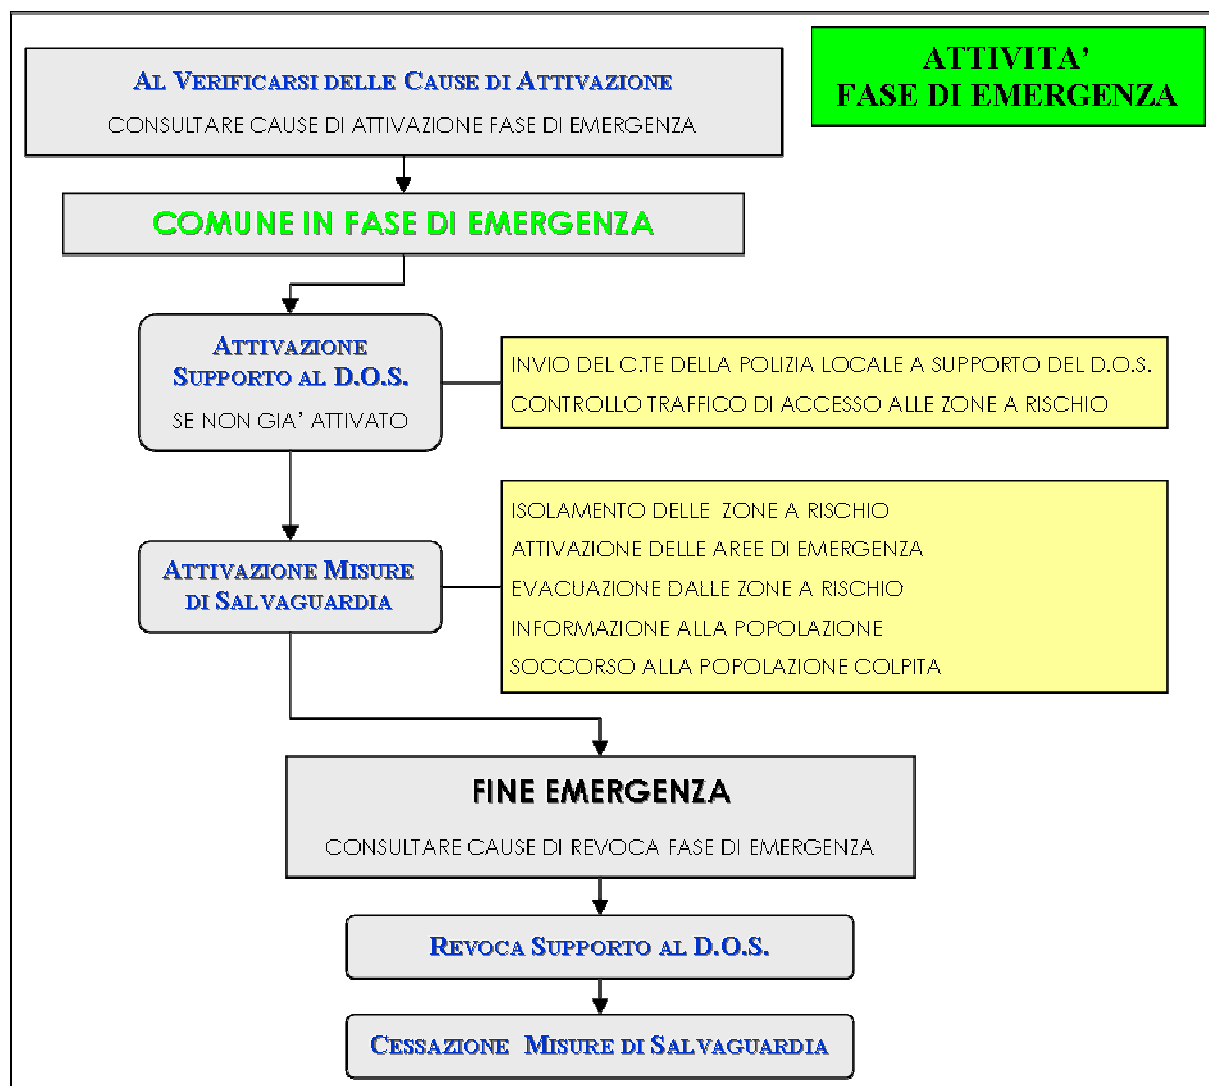 ATTIVITA’
FASE DI EMERGENZA
AL VERIFICARSI DELLE CAUSE DI ATTIVAZIONE
CONSULTARE CAUSE DI ATTIVAZIONE FASE DI EMERGENZA
COMUNE IN FASE DI EMERGENZA
ATTIVAZIONE
SUPPORTO AL D.O.S.
SE NON GIA’ ATTIVATO
INVIO DEL C.TE DELLA POLIZIA LOCALE A SUPPORTO DEL D.O.S.
CONTROLLO TRAFFICO DI ACCESSO ALLE ZONE A RISCHIO
ATTIVAZIONE MISURE
DI SALVAGUARDIA
ISOLAMENTO DELLE ZONE A RISCHIO
ATTIVAZIONE DELLE AREE DI EMERGENZA
EVACUAZIONE DALLE ZONE A RISCHIO
INFORMAZIONE ALLA POPOLAZIONE
SOCCORSO ALLA POPOLAZIONE COLPITA
FINE EMERGENZA
CONSULTARE CAUSE DI REVOCA FASE DI EMERGENZA
REVOCA SUPPORTO AL D.O.S.
CESSAZIONE MISURE DI SALVAGUARDIA